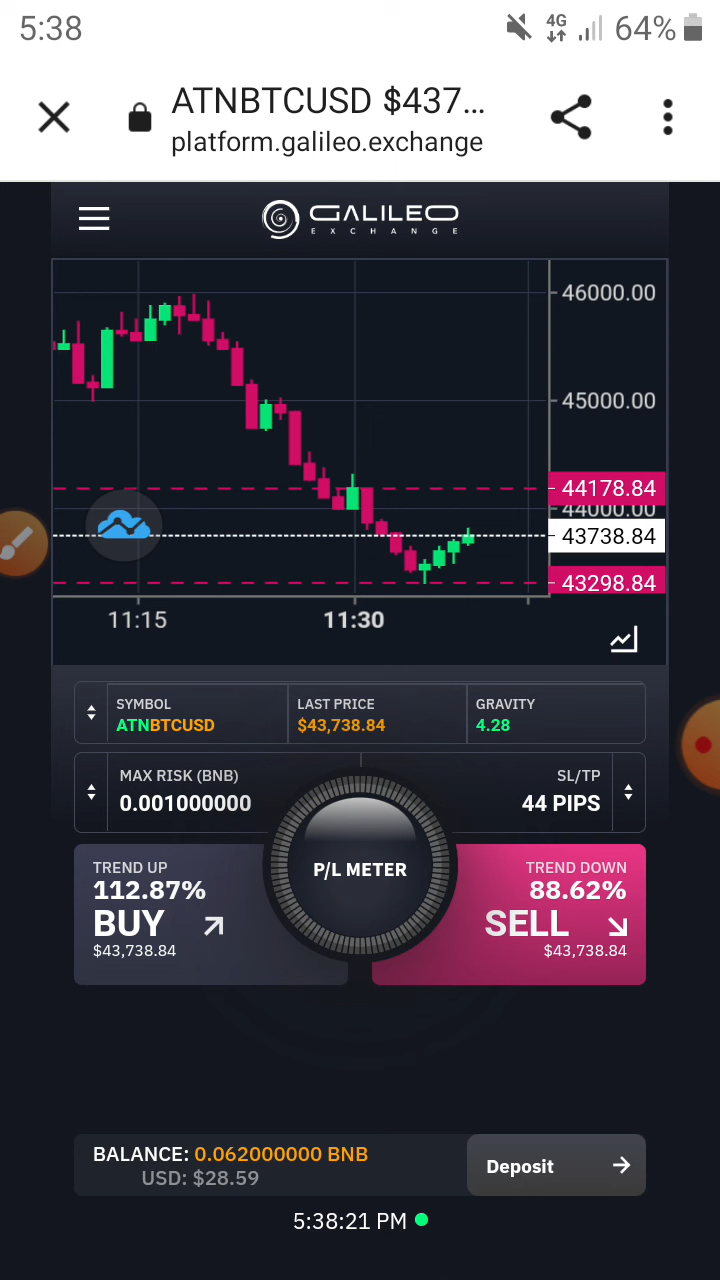 5:38
4G
64%
ATNBTCUSD $437...
platform.galileo.exchange
GALILEO
EXCHANGE
46000.00
45000.00
44178.84
44000.00
43738.84
43298.84
11:15
11:30
SYMBOL
ATNBTCUSD
LAST PRICE
$43,738.84
GRAVITY
4.28
MAX RISK (BNB)
0.001000000
SL/TP
44 PIPS
P/L METER
TREND UP
112.87%
BUY
$43,738.84
TREND DOWN
88.62%
SELL
$43,738.84
BALANCE: 0.062000000 BNB
USD: $28.59
Deposit
5:38:21 PM